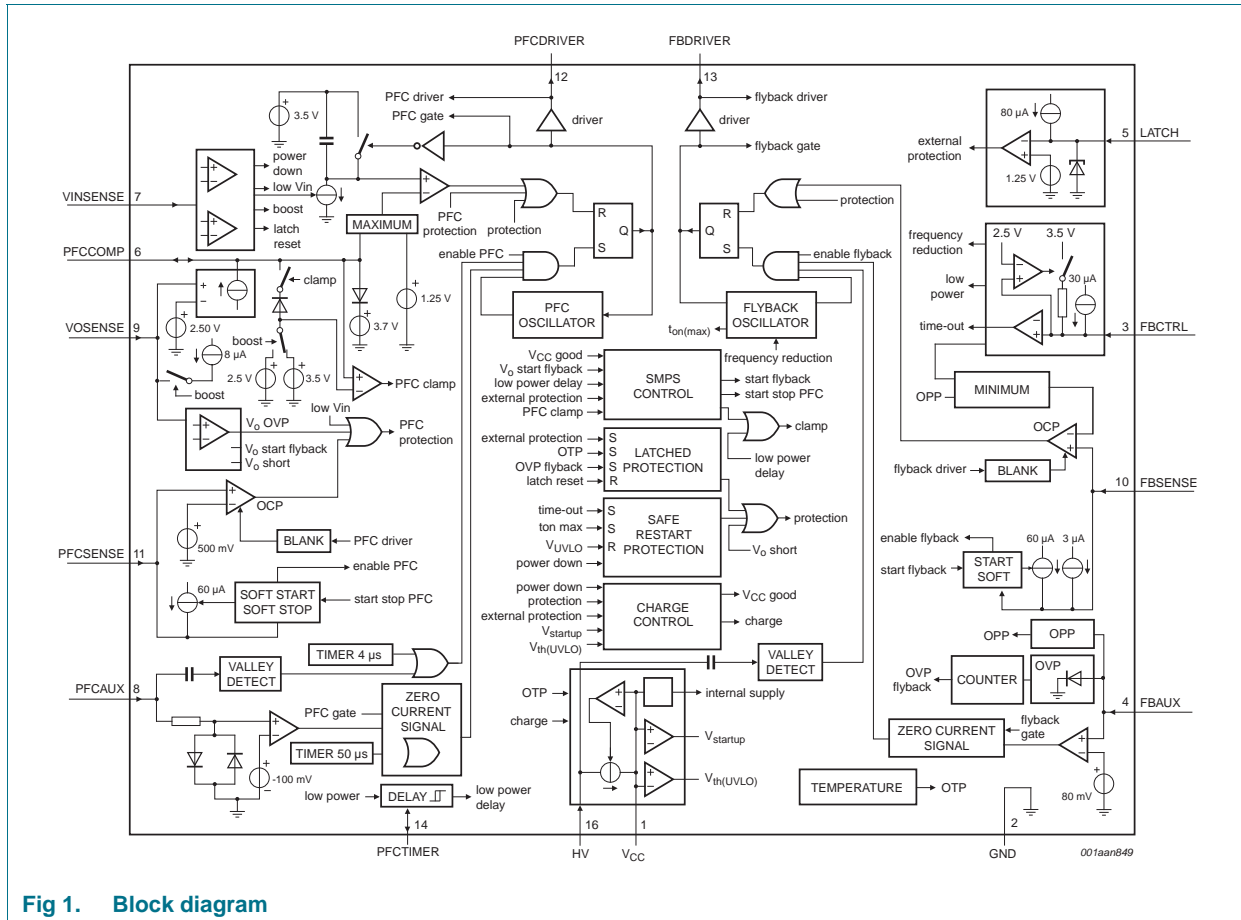 PFCDRIVER
FBDRIVER
12
13
PFC driver
flyback driver
3.5 V
PFC gate
driver
driver
flyback gate
80 μA
5 LATCH
external
protection
1.25 V
power
down
low Vin
boost
latch
reset
VINSENSE 7
MAXIMUM
PFC
protection
protection
R
Q
S
R
Q
S
protection
enable PFC
enable flyback
2.5 V
3.5 V
frequency
reduction
30 μA
low
power
time-out
3 FBCTRL
PFCCOMP 6
clamp
1.25 V
3.7 V
PFC
OSCILLATOR
FLYBACK
OSCILLATOR
ton(max)
frequency reduction
VOSENSE 9
2.50 V
8 μA
boost
boost
2.5 V
3.5 V
PFC clamp
VCC good
Vo start flyback
low power delay
external protection
PFC clamp
SMPS
CONTROL
start flyback
start stop PFC
clamp
low power
delay
OPP
MINIMUM
low Vin
Vo OVP
Vo start flyback
Vo short
PFC
protection
external protection
OTP
OVP flyback
latch reset
S
S
S
R
LATCHED
PROTECTION
OCP
flyback driver
BLANK
10 FBSENSE
OCP
500 mV
BLANK
PFC driver
time-out
ton max
VUVLO
power down
S
S
R
SAFE
RESTART
PROTECTION
protection
Vo short
PFCSENSE 11
enable PFC
60 μA
SOFT START
SOFT STOP
start stop PFC
enable flyback
60 μA
3 μA
start flyback
START
SOFT
power down
protection
external protection
Vstartup
Vth(UVLO)
CHARGE
CONTROL
VCC good
charge
OPP
OPP
TIMER 4 μs
VALLEY
DETECT
VALLEY
DETECT
OVP
flyback
COUNTER
OVP
PFCAUX 8
4 FBAUX
OTP
charge
internal supply
Vstartup
Vth(UVLO)
PFC gate
TIMER 50 μs
ZERO
CURRENT
SIGNAL
-100 mV
ZERO CURRENT
SIGNAL
flyback
gate
80 mV
low power
DELAY
low power
delay
TEMPERATURE
OTP
14
16
1
2
PFCTIMER
HV
VCC
GND
001aan849
Fig 1. Block diagram